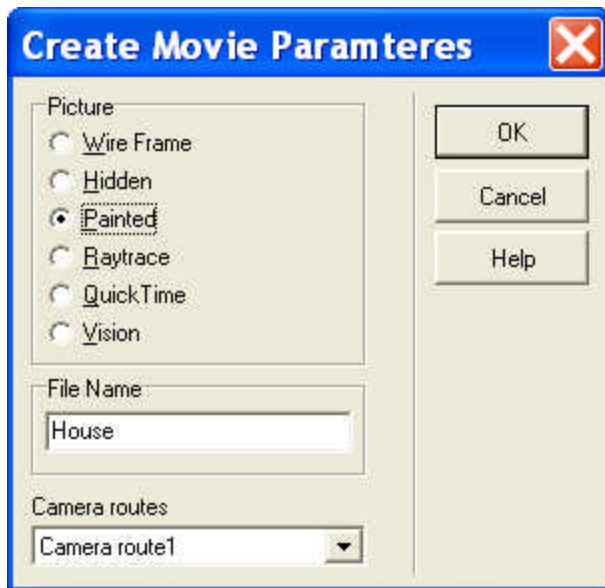 Create Movie Paramteres
Picture
Wire Frame
Hidden
Painted
Raytrace
QuickTime
Vision
File Name
House
Camera routes
Camera route1
OK
Cancel
Help